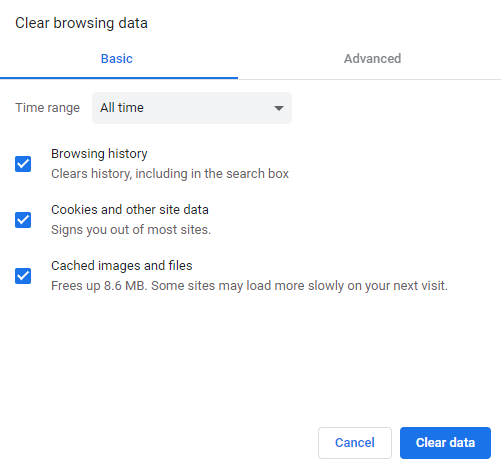 Clear browsing data
Basic
Advanced
Time range
All time
Browsing history
Clears history, including in the search box
Cookies and other site data
Signs you out of most sites.
Cached images and files
Frees up 8.6 MB. Some sites may load more slowly on your next visit.
Cancel
Clear data